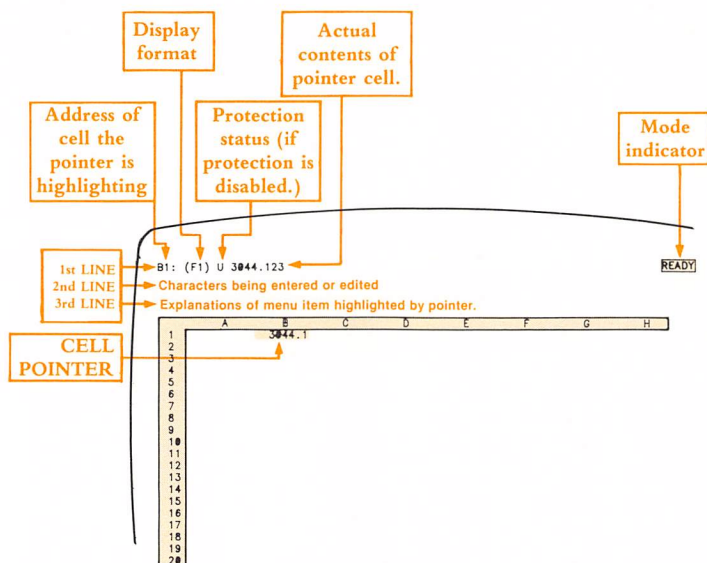 Display
format
Actual
contents of
pointer cell.
Address of
cell the
pointer is
highlighting
Protection
status (if
protection is
disabled.)
Mode
indicator
1st LINE
B1: (F1) U 3044.123
READY
2nd LINE
Characters being entered or edited
3rd LINE
Explanations of menu item highlighted by pointer.
A B C D E F G H
CELL
POINTER
1 3044.1
2
3
4
5
6
7
8
9
10
11
12
13
14
15
16
17
18
19
20